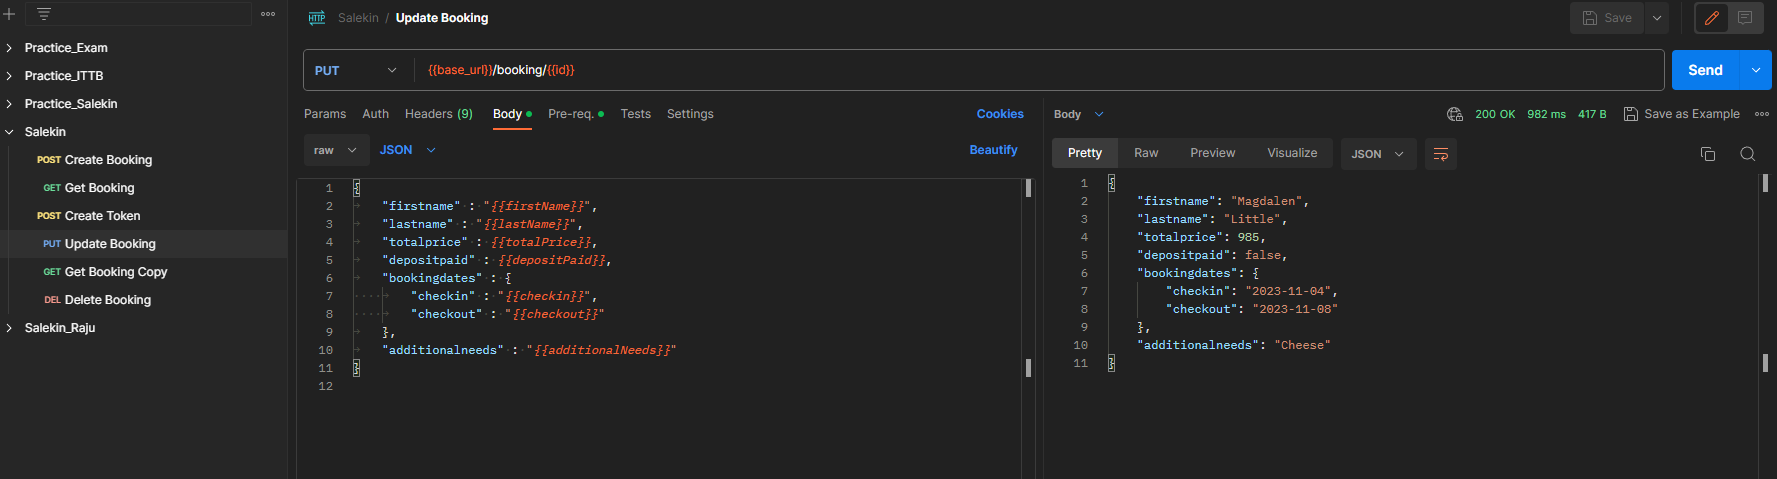 HTTP Salekin / Update Booking
Save
Practice_Exam
Practice_ITTB
Practice_Salekin
Salekin
POST Create Booking
GET Get Booking
POST Create Token
PUT Update Booking
GET Get Booking Copy
DEL Delete Booking
Salekin_Raju
PUT {{base_url}}/booking/{{id}} Send
Params Auth Headers (9) Body Pre-req. Tests Settings Cookies
raw JSON Beautify
1 {
2 "firstname" : "{{firstName}}",
3 "lastname" : "{{lastName}}",
4 "totalprice" : {{totalPrice}},
5 "depositpaid" : {{depositPaid}},
6 "bookingdates" : {
7 "checkin" : "{{checkin}}",
8 "checkout" : "{{checkout}}"
9 },
10 "additionalneeds" : "{{additionalNeeds}}"
11 }
12
Body 200 OK 982 ms 417 B Save as Example
Pretty Raw Preview Visualize JSON
1 {
2 "firstname": "Magdalen",
3 "lastname": "Little",
4 "totalprice": 985,
5 "depositpaid": false,
6 "bookingdates": {
7 "checkin": "2023-11-04",
8 "checkout": "2023-11-08"
9 },
10 "additionalneeds": "Cheese"
11 }